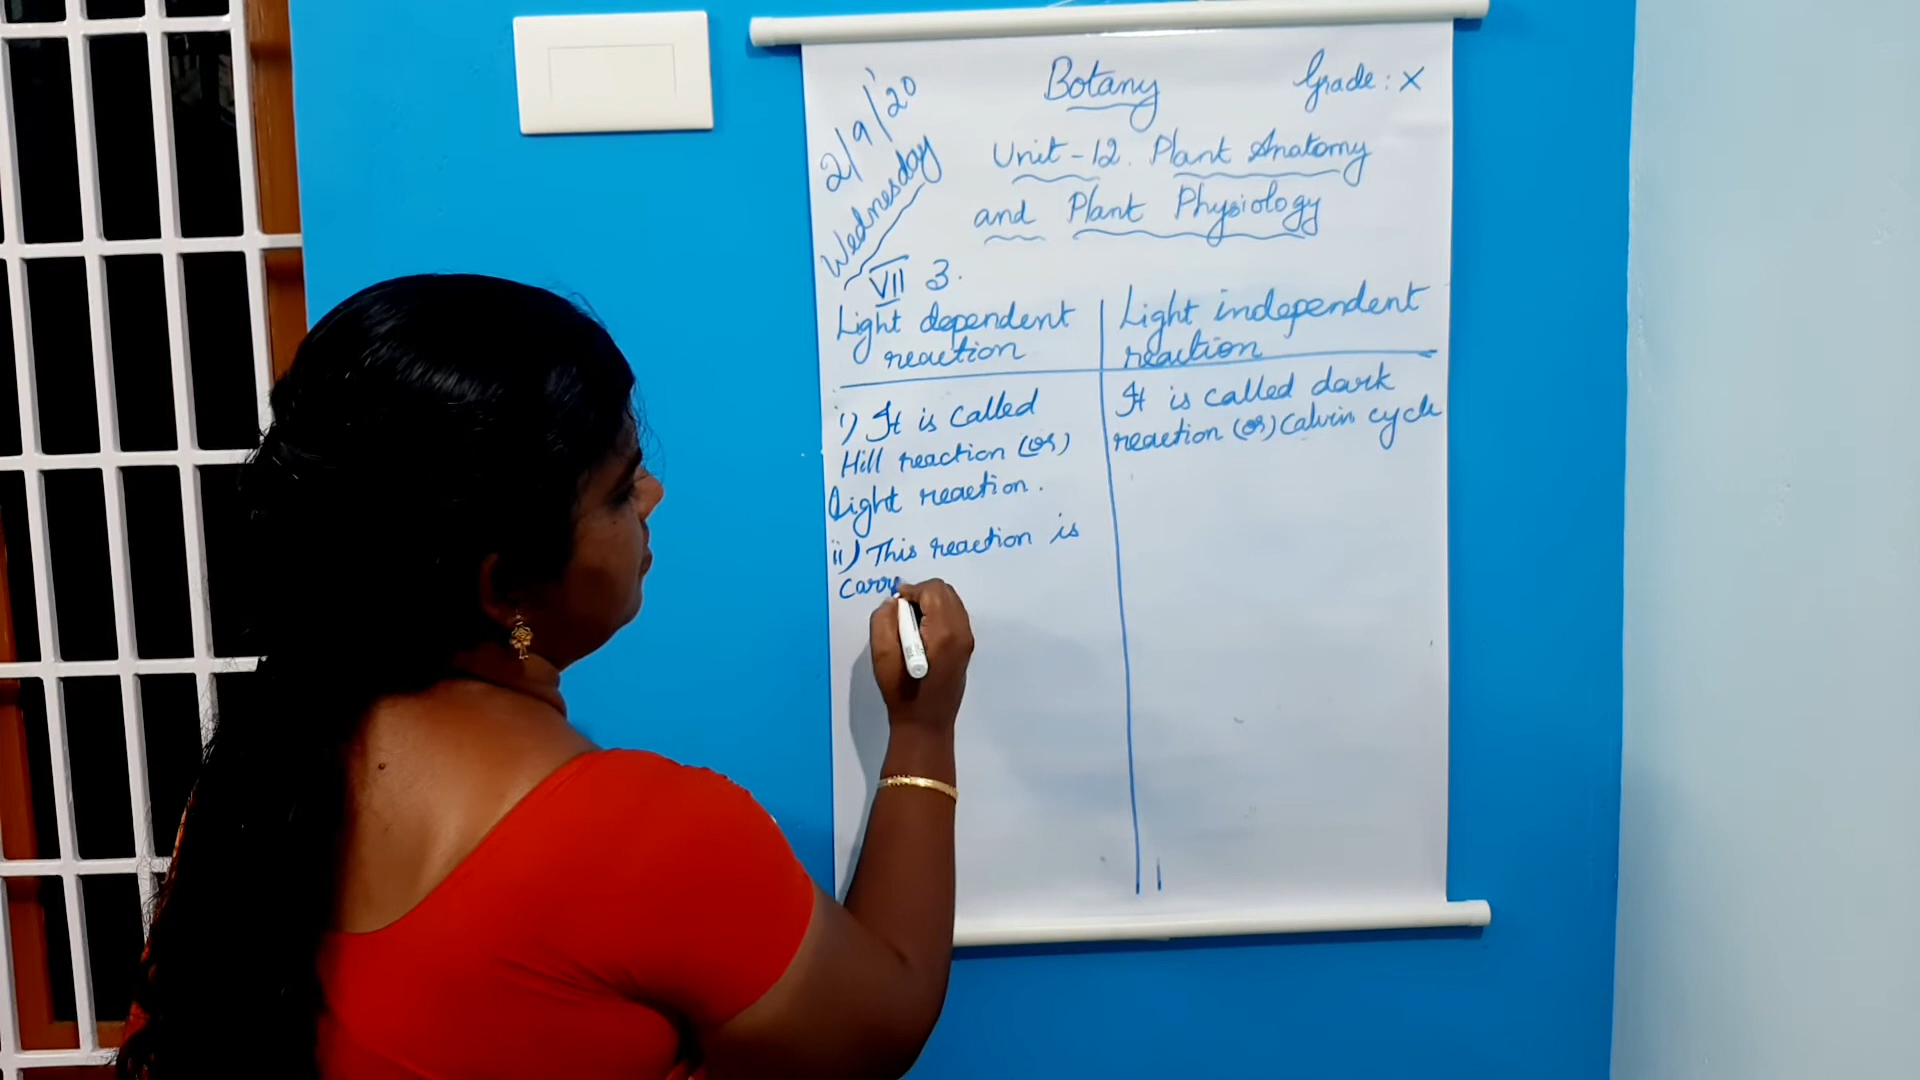 2/9/'20
Wednesday
Botany
Grade: X
Unit-12. Plant Anatomy
and Plant Physiology
VII 3.
Light dependent
reaction
i) It is called
Hill reaction (or)
Light reaction.
ii) This reaction is
carry
Light independent
reaction
It is called dark
reaction (or) Calvin cycle